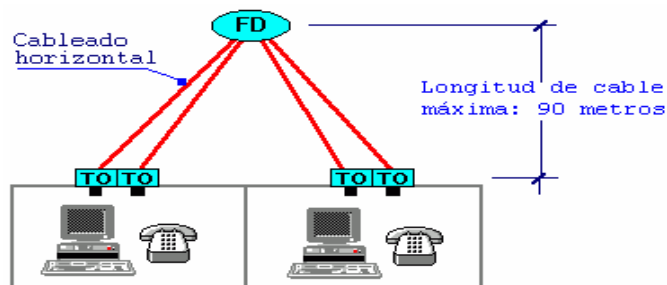 FD
Cableado
horizontal
Longitud de cable
máxima: 90 metros
TO TO TO TO